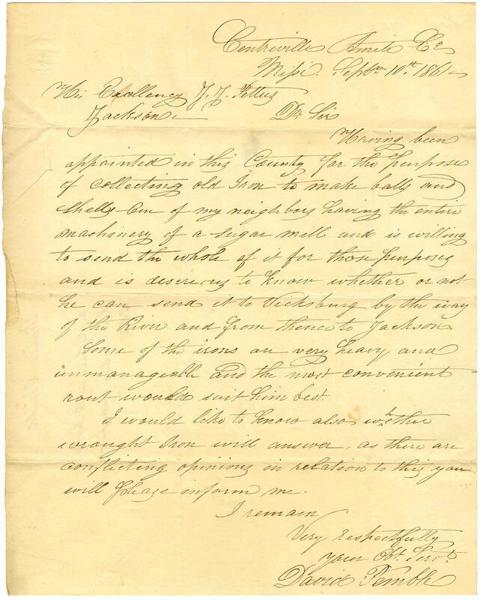 Centreville Amite Co
Missi. Septbr 10th 1861
His Excellency J. J. Pettus
Jackson
Dr Sir
Having been
appointed in this County for the purpose
of collecting old Iron to make balls and
shells. One of my neighbors having the entire
machinery of a sugar mill and is willing
to send the whole of it for those purposes
and is desirous to know whether or not
he can send it to Vicksburg by the way
of the River and from thence to Jackson
Some of the irons are very heavy and
unmanageable and the most convenient
rout would suit him best.
I would like to know also whether
wrought Iron will answer, as there are
conflicting opinions in relation to this you
will please inform me.
I remain
Very respectfully
your Obt. Servt.
David Pemble